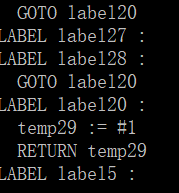 GOTO label20
LABEL label27 :
LABEL label28 :
GOTO label20
LABEL label20 :
temp29 := #1
RETURN temp29
LABEL label5 :